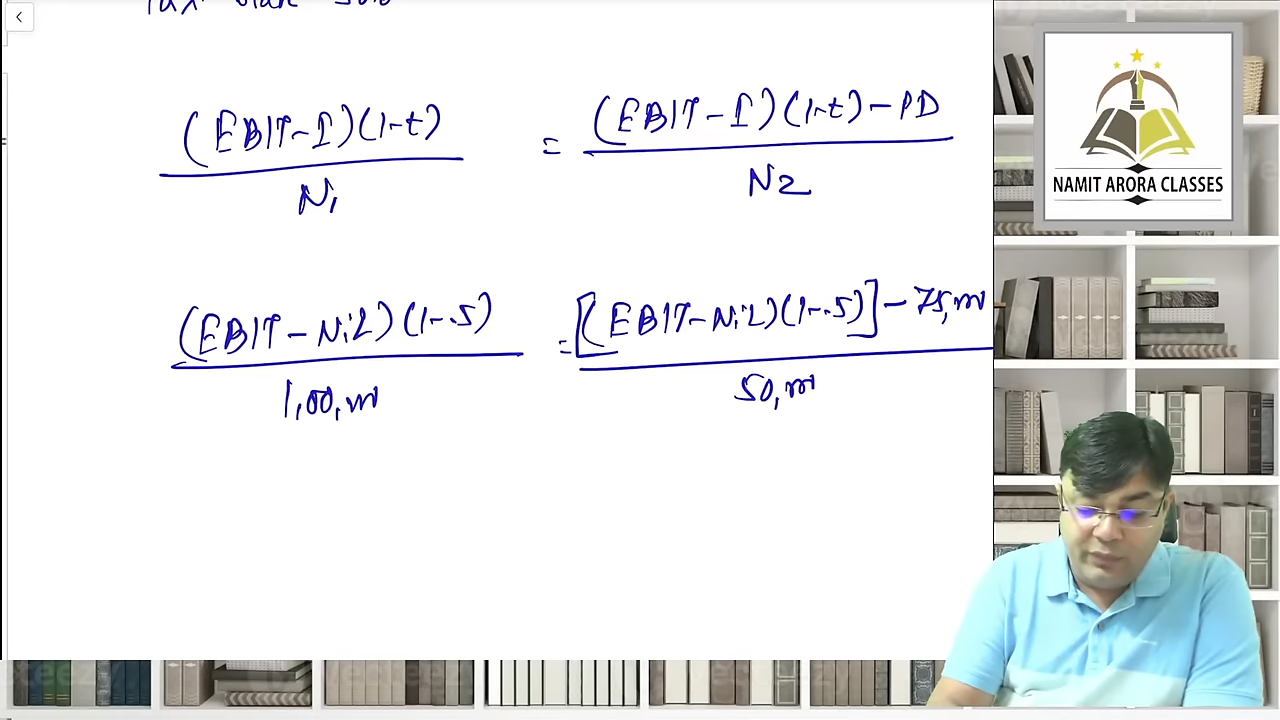 (EBIT-I)(1-t) = (EBIT-I)(1-t)-PD
N1 N2
(EBIT-NiL)(1-.5) = [(EBIT-NiL)(1-.5)]-75,m
1,00,m 50,m
NAMIT ARORA CLASSES